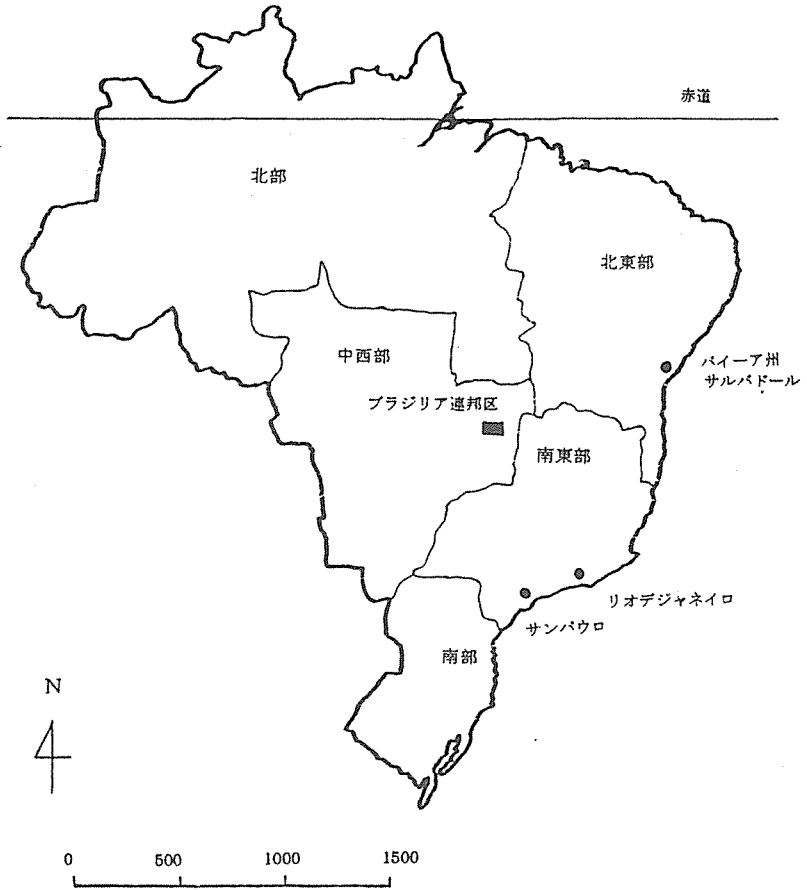 赤道
北部
北東部
中西部
バイーア州
サルバドール
ブラジリア連邦区
南東部
リオデジャネイロ
サンパウロ
南部
N
0 500 1000 1500